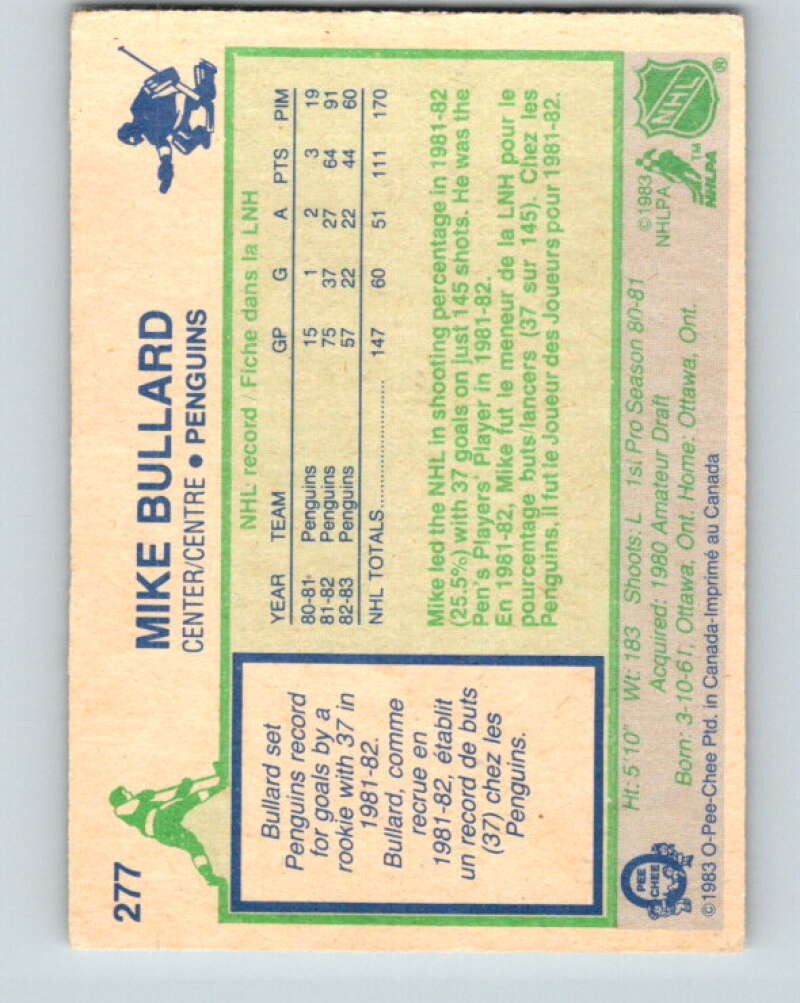 277
MIKE BULLARD
CENTER/CENTRE • PENGUINS
Bullard set
Penguins record
for goals by a
rookie with 37 in
1981-82.
Bullard, comme
recrue en
1981-82, établit
un record de buts
(37) chez les
Penguins.
NHL record / Fiche dans la LNH
YEAR TEAM GP G A PTS PIM
80-81 Penguins 15 1 2 3 19
81-82 Penguins 75 37 27 64 91
82-83 Penguins 57 22 22 44 60
NHL TOTALS 147 60 51 111 170
Mike led the NHL in shooting percentage in 1981-82
(25.5%) with 37 goals on just 145 shots. He was the
Pen's Players' Player in 1981-82.
En 1981-82, Mike fut le meneur de la LNH pour le
pourcentage buts/lancers (37 sur 145). Chez les
Penguins, il fut le Joueur des Joueurs pour 1981-82.
Ht: 5'10" Wt: 183 Shoots: L 1st Pro Season 80-81
Acquired: 1980 Amateur Draft
Born: 3-10-61, Ottawa, Ont. Home: Ottawa, Ont.
©1983 O-Pee-Chee Ptd. in Canada-Imprimé au Canada
O
PEE
CHEE
©1983
NHLPA
TM
NHLPA
NHL
®